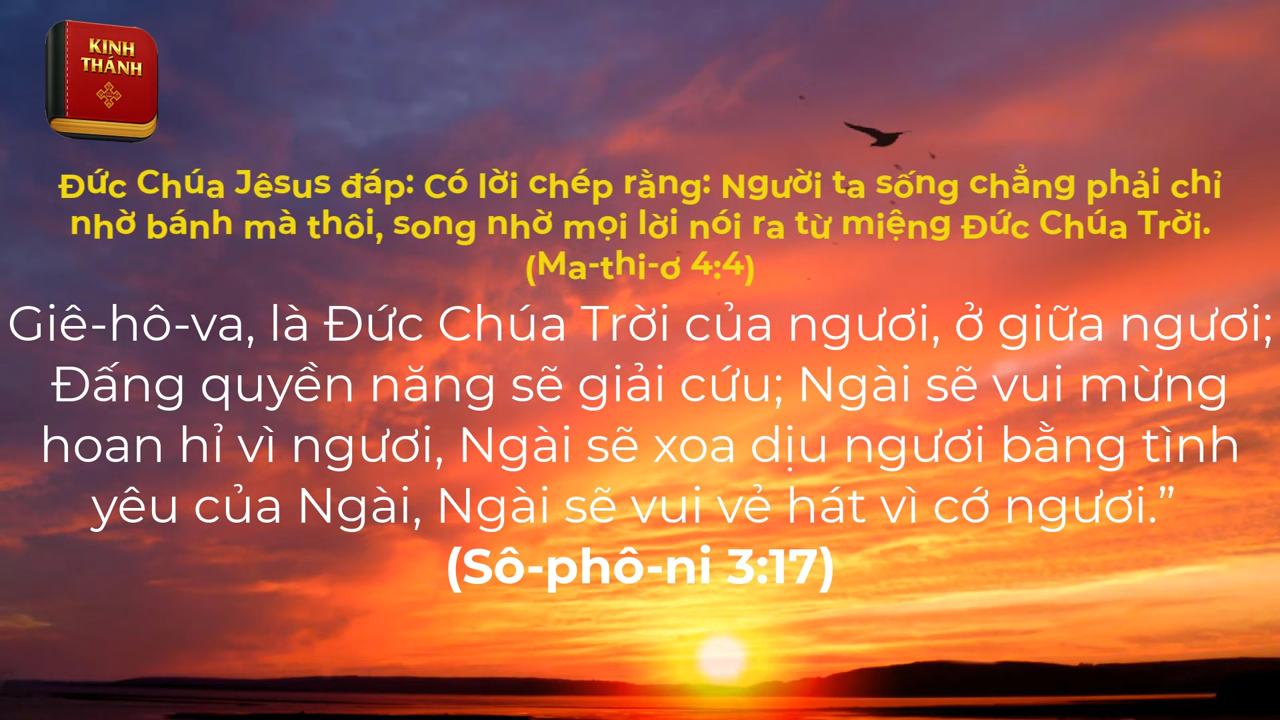 KINH
THÁNH
Đức Chúa Jêsus đáp: Có lời chép rằng: Người ta sống chẳng phải chỉ
nhờ bánh mà thôi, song nhờ mọi lời nói ra từ miệng Đức Chúa Trời.
(Ma-thi-ơ 4:4)
Giê-hô-va, là Đức Chúa Trời của ngươi, ở giữa ngươi;
Đấng quyền năng sẽ giải cứu; Ngài sẽ vui mừng
hoan hỉ vì ngươi, Ngài sẽ xoa dịu ngươi bằng tình
yêu của Ngài, Ngài sẽ vui vẻ hát vì cớ ngươi.”
(Sô-phô-ni 3:17)